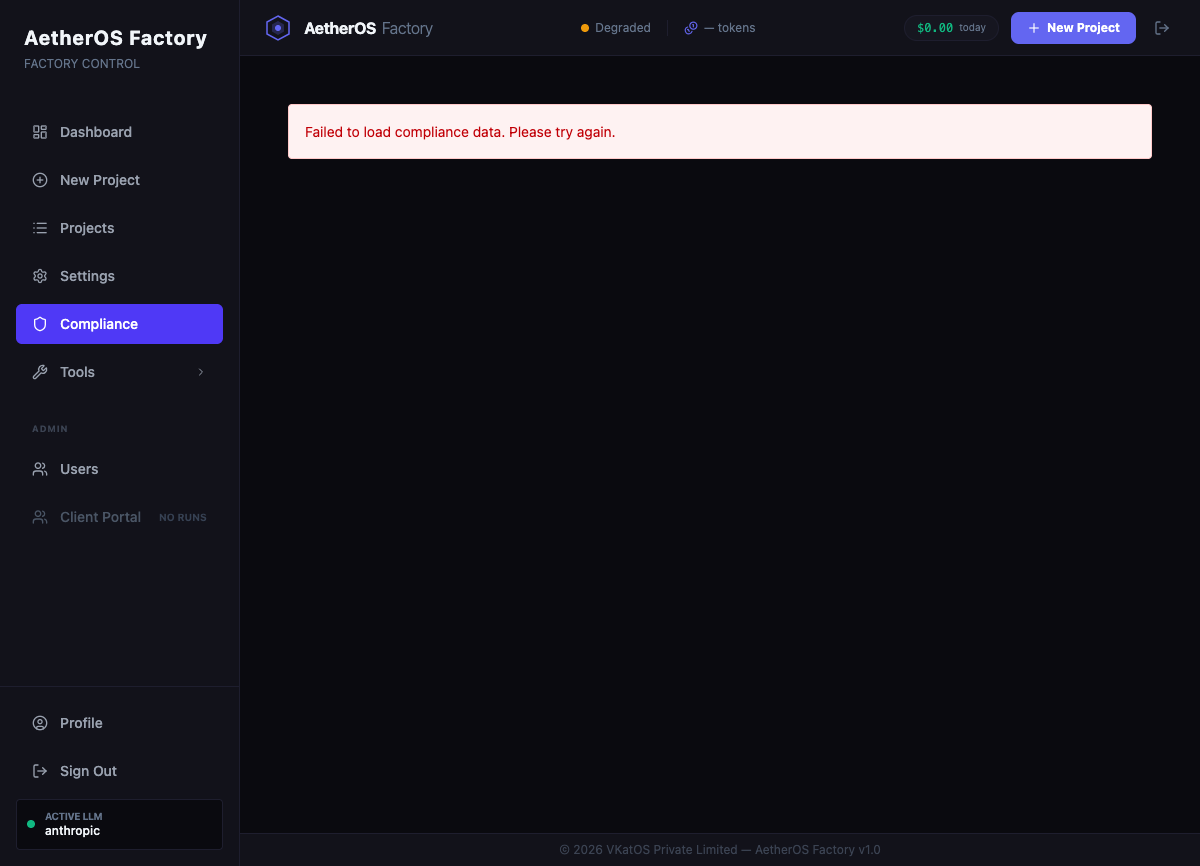 AetherOS Factory
FACTORY CONTROL
Dashboard
New Project
Projects
Settings
Compliance
Tools
ADMIN
Users
Client Portal NO RUNS
Profile
Sign Out
ACTIVE LLM
anthropic
AetherOS Factory
Degraded
— tokens
$0.00 today
New Project
Failed to load compliance data. Please try again.
© 2026 VKatOS Private Limited — AetherOS Factory v1.0